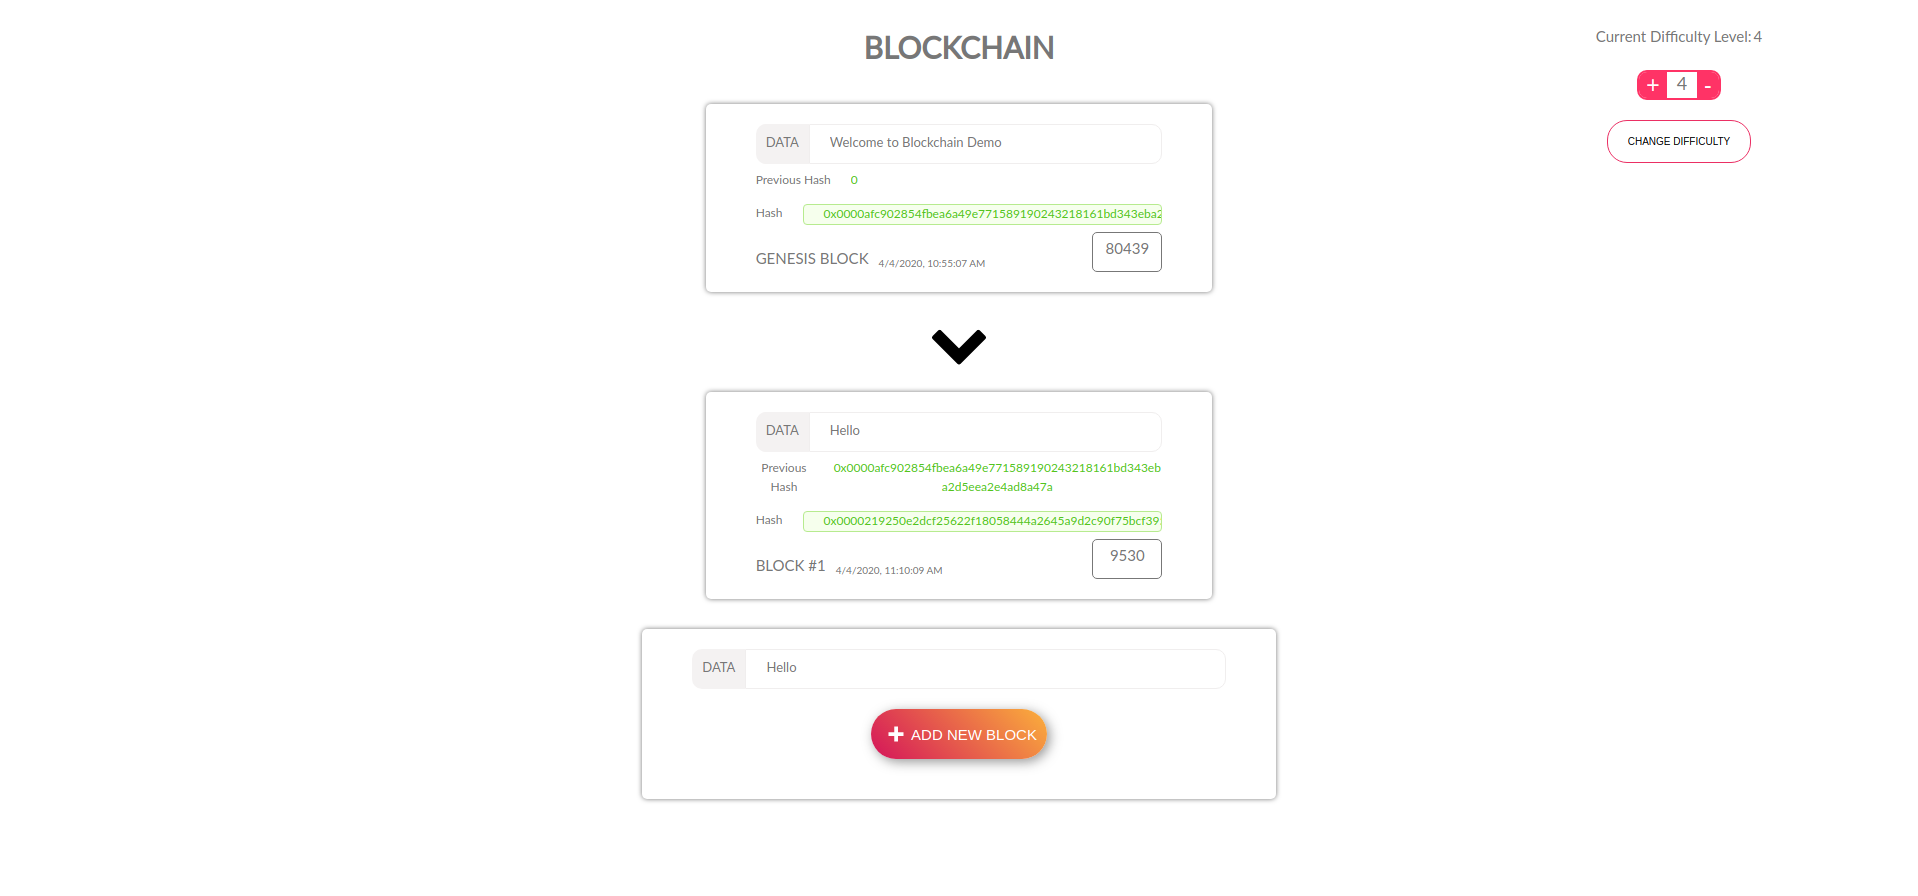 BLOCKCHAIN
Current Difficulty Level: 4
+ 4 -
CHANGE DIFFICULTY
DATA Welcome to Blockchain Demo
Previous Hash 0
Hash 0x0000afc902854fbea6a49e771589190243218161bd343eba2
GENESIS BLOCK 4/4/2020, 10:55:07 AM 80439
DATA Hello
Previous Hash 0x0000afc902854fbea6a49e771589190243218161bd343eb
a2d5eea2e4ad8a47a
Hash 0x0000219250e2dcf25622f18058444a2645a9d2c90f75bcf39
BLOCK #1 4/4/2020, 11:10:09 AM 9530
DATA Hello
+ ADD NEW BLOCK